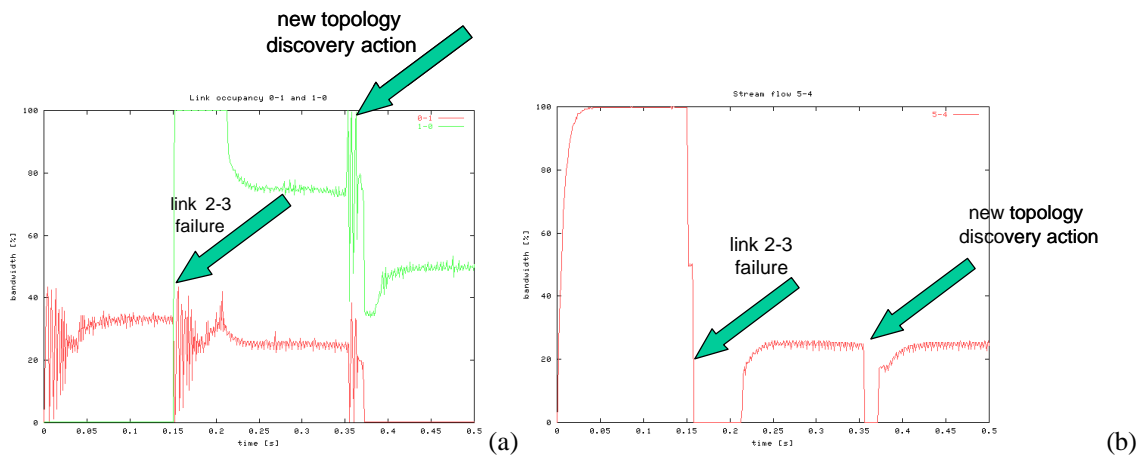 new topology
discovery action
Link occupancy 0-1 and 1-0
100
80
60
40
20
0
bandwidth [%]
0-1
1-0
link 2-3
failure
0 0.05 0.1 0.15 0.2 0.25 0.3 0.35 0.4 0.45 0.5
time [s]
(a)
Stream flow 5-4
100
80
60
40
20
0
bandwidth [%]
5-4
link 2-3
failure
new topology
discovery action
0 0.05 0.1 0.15 0.2 0.25 0.3 0.35 0.4 0.45 0.5
time [s]
(b)